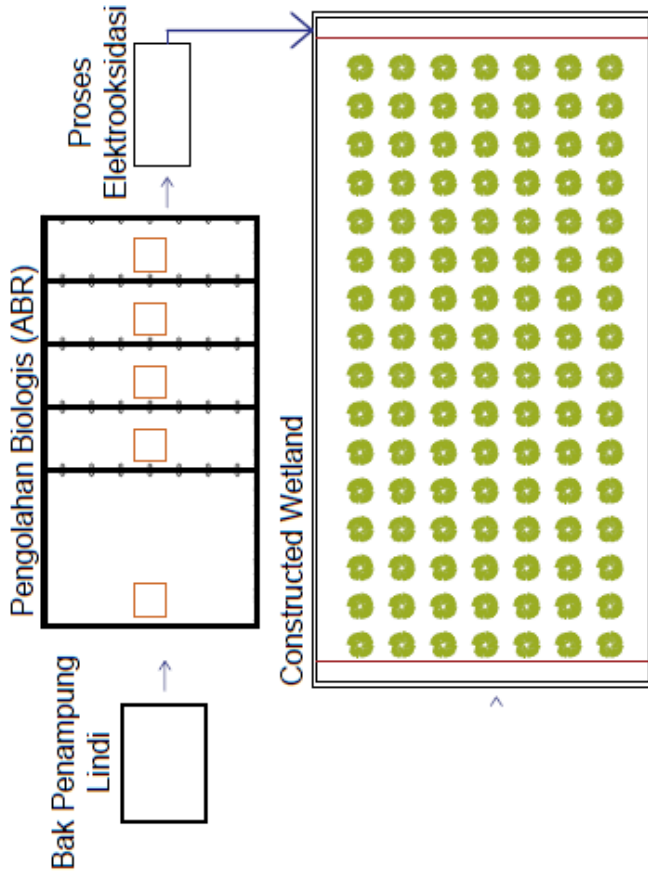 Bak Penampung
Lindi
Pengolahan Biologis (ABR)
Proses
Elektrooksidasi
Constructed Wetland